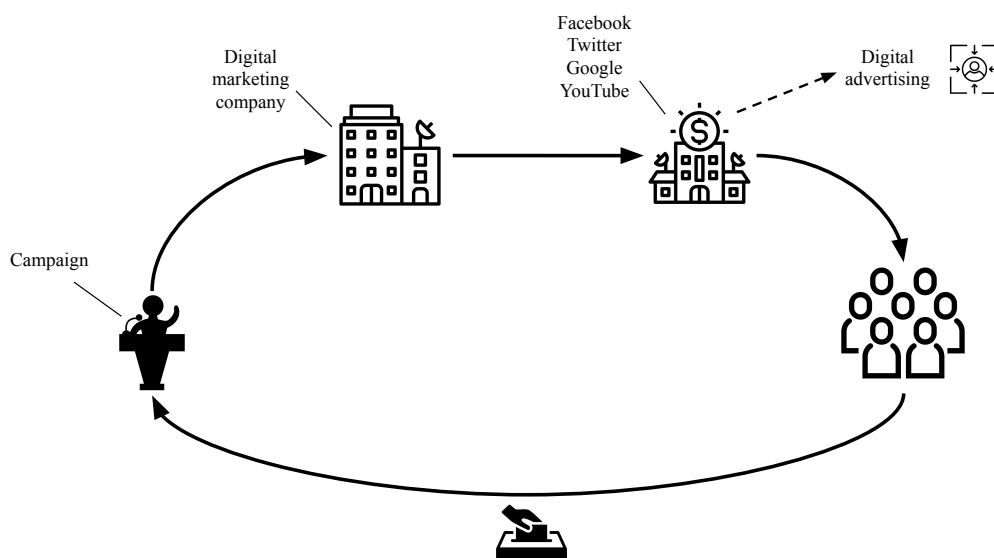 Facebook
Twitter
Google
YouTube
Digital
marketing
company
Digital
advertising
Campaign
$